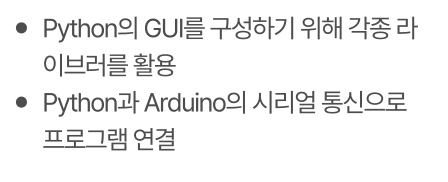 • Python의 GUI를 구성하기 위해 각종 라
이브러를 활용
• Python과 Arduino의 시리얼 통신으로
프로그램 연결